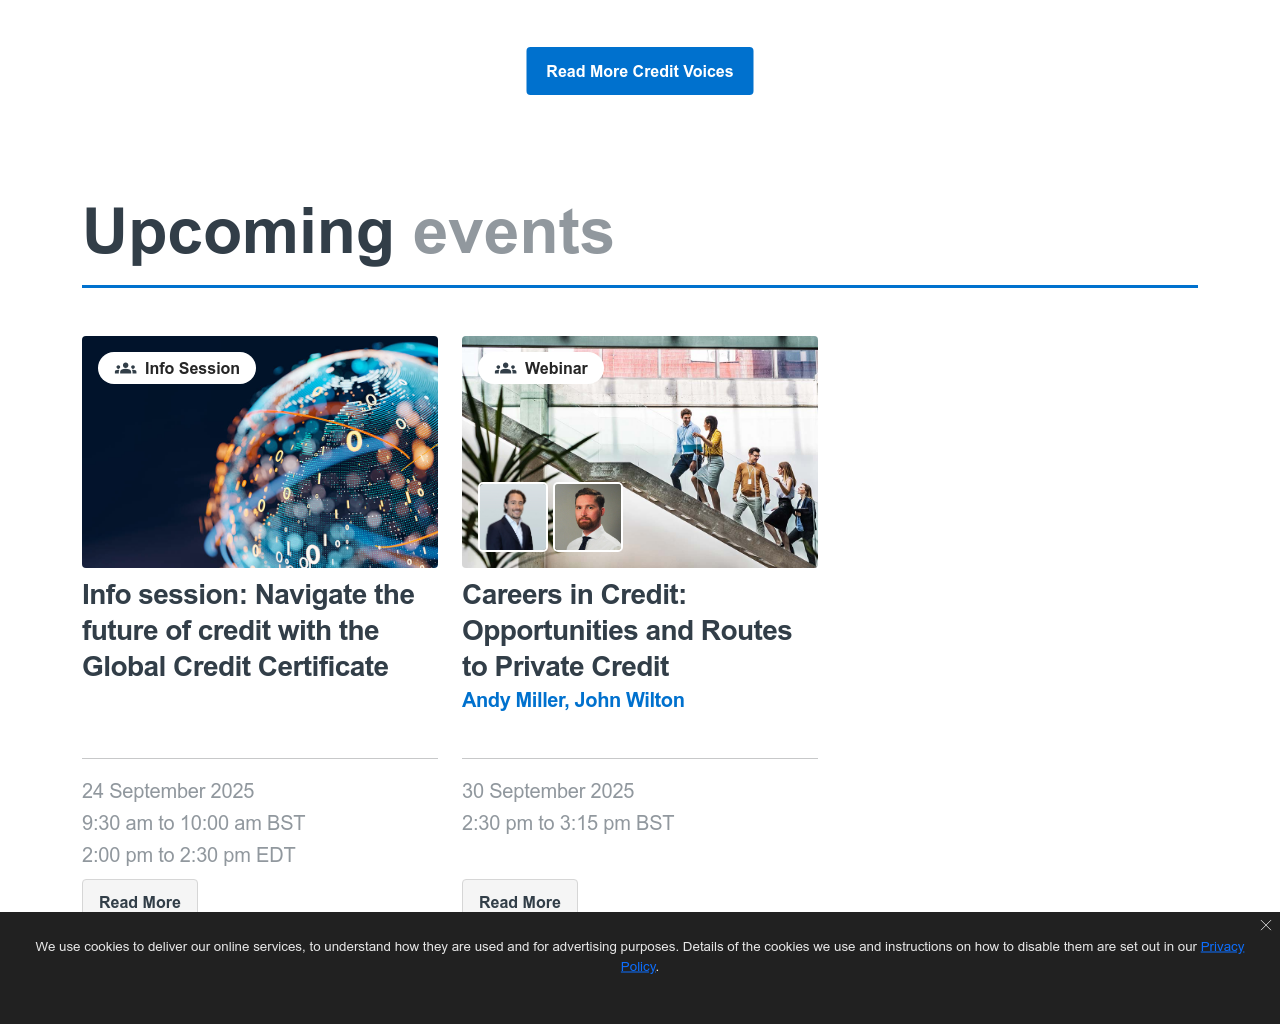 Read More Credit Voices
Upcoming events
Info Session
Info session: Navigate the
future of credit with the
Global Credit Certificate
24 September 2025
9:30 am to 10:00 am BST
2:00 pm to 2:30 pm EDT
Read More
Webinar
Careers in Credit:
Opportunities and Routes
to Private Credit
Andy Miller, John Wilton
30 September 2025
2:30 pm to 3:15 pm BST
Read More
We use cookies to deliver our online services, to understand how they are used and for advertising purposes. Details of the cookies we use and instructions on how to disable them are set out in our Privacy
Policy.